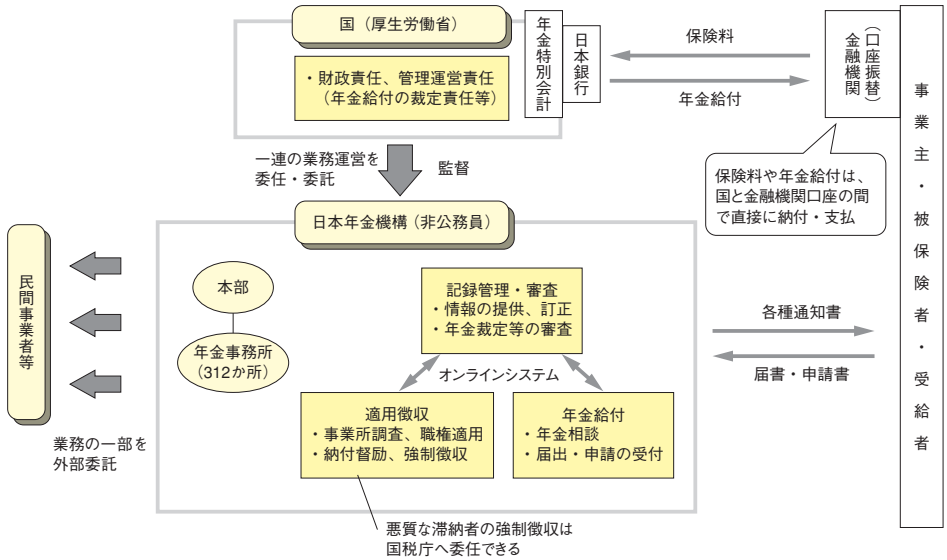 国（厚生労働省）
・財政責任、管理運営責任
（年金給付の裁定責任等）
年金特別会計
日本銀行
保険料
年金給付
（口座振替）
金融機関
事業主・被保険者・受給者
保険料や年金給付は、
国と金融機関口座の間
で直接に納付・支払
一連の業務運営を
委任・委託
監督
日本年金機構（非公務員）
民間事業者等
本部
年金事務所
（312か所）
記録管理・審査
・情報の提供、訂正
・年金裁定等の審査
オンラインシステム
各種通知書
届書・申請書
適用徴収
・事業所調査、職権適用
・納付督励、強制徴収
年金給付
・年金相談
・届出・申請の受付
業務の一部を
外部委託
悪質な滞納者の強制徴収は
国税庁へ委任できる